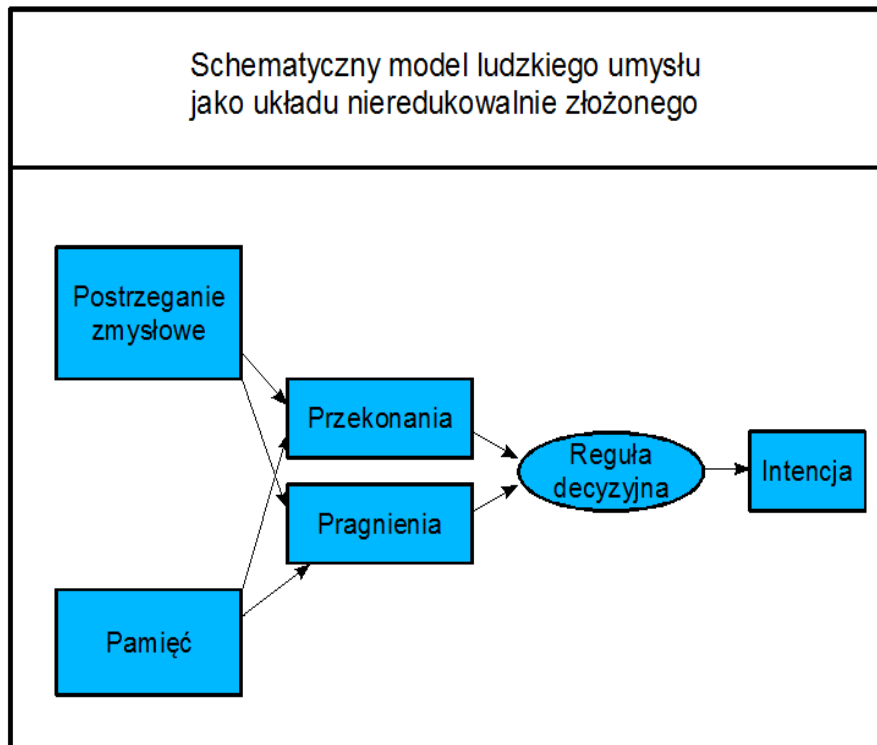 Schematyczny model ludzkiego umysłu
jako układu nieredukowalnie złożonego
Postrzeganie
zmysłowe
Przekonania
Pragnienia
Reguła
decyzyjna
Intencja
Pamięć